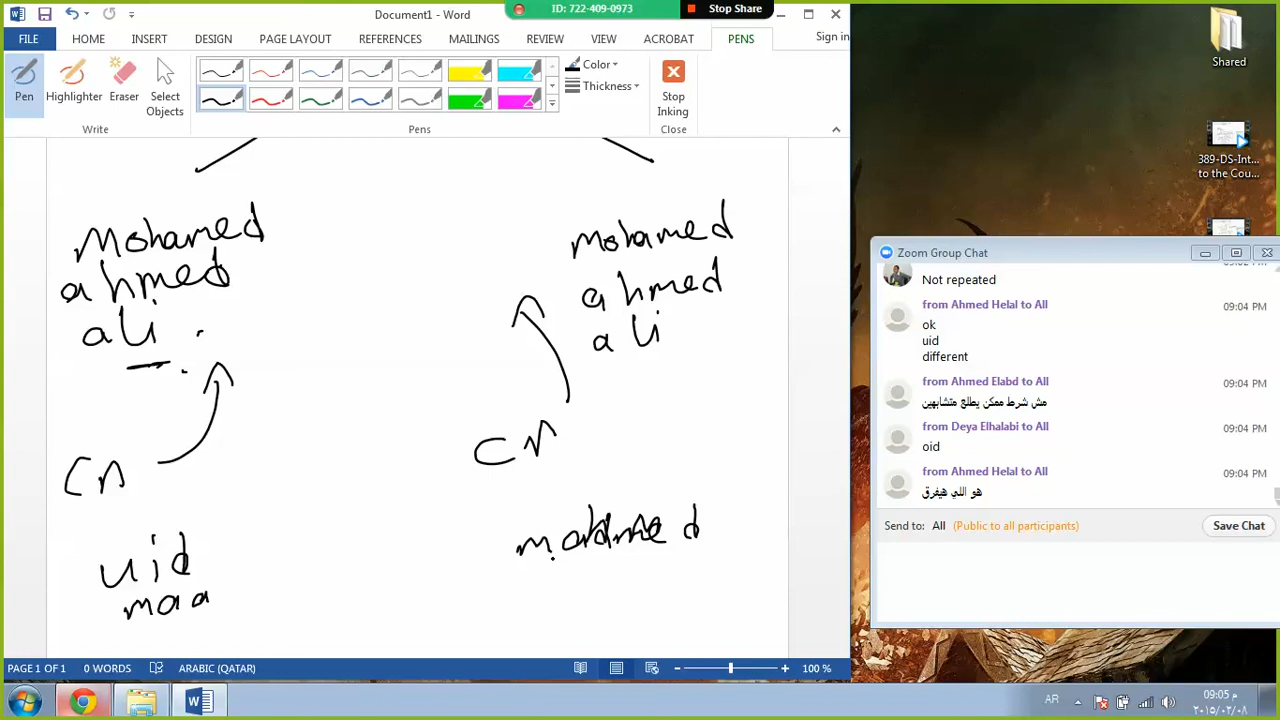 Document1 - Word
ID: 722-409-0973
Stop Share
FILE
HOME
INSERT
DESIGN
PAGE LAYOUT
REFERENCES
MAILINGS
REVIEW
VIEW
ACROBAT
PENS
Sign in
Pen
Highlighter
Eraser
Select
Objects
Color
Thickness
Stop
Inking
Write
Pens
Close
Mohamed
ahmed
ali
cn
uid
maa
mohamed
ahmed
ali
cn
Shared
389-DS-Int...
to the Cou...
Zoom Group Chat
Not repeated
from Ahmed Helal to All 09:04 PM
ok
uid
different
from Ahmed Elabd to All 09:04 PM
مش شرط ممكن يطلع متشابهين
from Deya Elhalabi to All 09:04 PM
oid
from Ahmed Helal to All 09:04 PM
هو اللي هيفرق
Send to: All (Public to all participants)
Save Chat
PAGE 1 OF 1
0 WORDS
ARABIC (QATAR)
100 %
AR
09:05 م
٢٠١٥/٠٢/٠٨